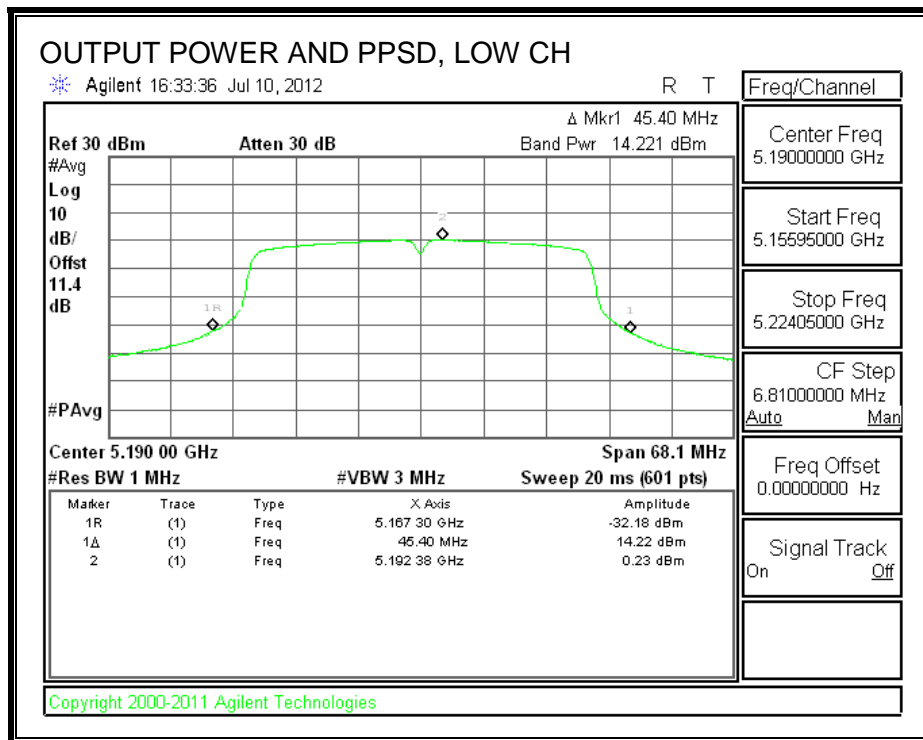 OUTPUT POWER AND PPSD, LOW CH
Agilent 16:33:36 Jul 10, 2012 R T
Δ Mkr1 45.40 MHz
Ref 30 dBm Atten 30 dB Band Pwr 14.221 dBm
#Avg
Log
10
dB/
Offst
11.4
dB
#PAvg
1R
2
1
Center 5.190 00 GHz Span 68.1 MHz
#Res BW 1 MHz #VBW 3 MHz Sweep 20 ms (601 pts)
Marker Trace Type X Axis Amplitude
1R (1) Freq 5.167 30 GHz -32.18 dBm
1Δ (1) Freq 45.40 MHz 14.22 dBm
2 (1) Freq 5.192 38 GHz 0.23 dBm
Copyright 2000-2011 Agilent Technologies
Freq/Channel
Center Freq
5.19000000 GHz
Start Freq
5.15595000 GHz
Stop Freq
5.22405000 GHz
CF Step
6.81000000 MHz
Auto Man
Freq Offset
0.00000000 Hz
Signal Track
On Off